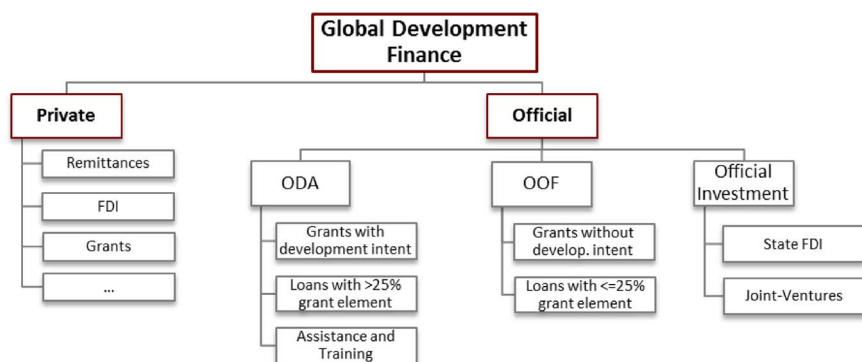 Global Development
Finance
Private
Official
Remittances
FDI
Grants
...
ODA
Grants with
development intent
Loans with >25%
grant element
Assistance and
Training
OOF
Grants without
develop. intent
Loans with <=25%
grant element
Official
Investment
State FDI
Joint-Ventures